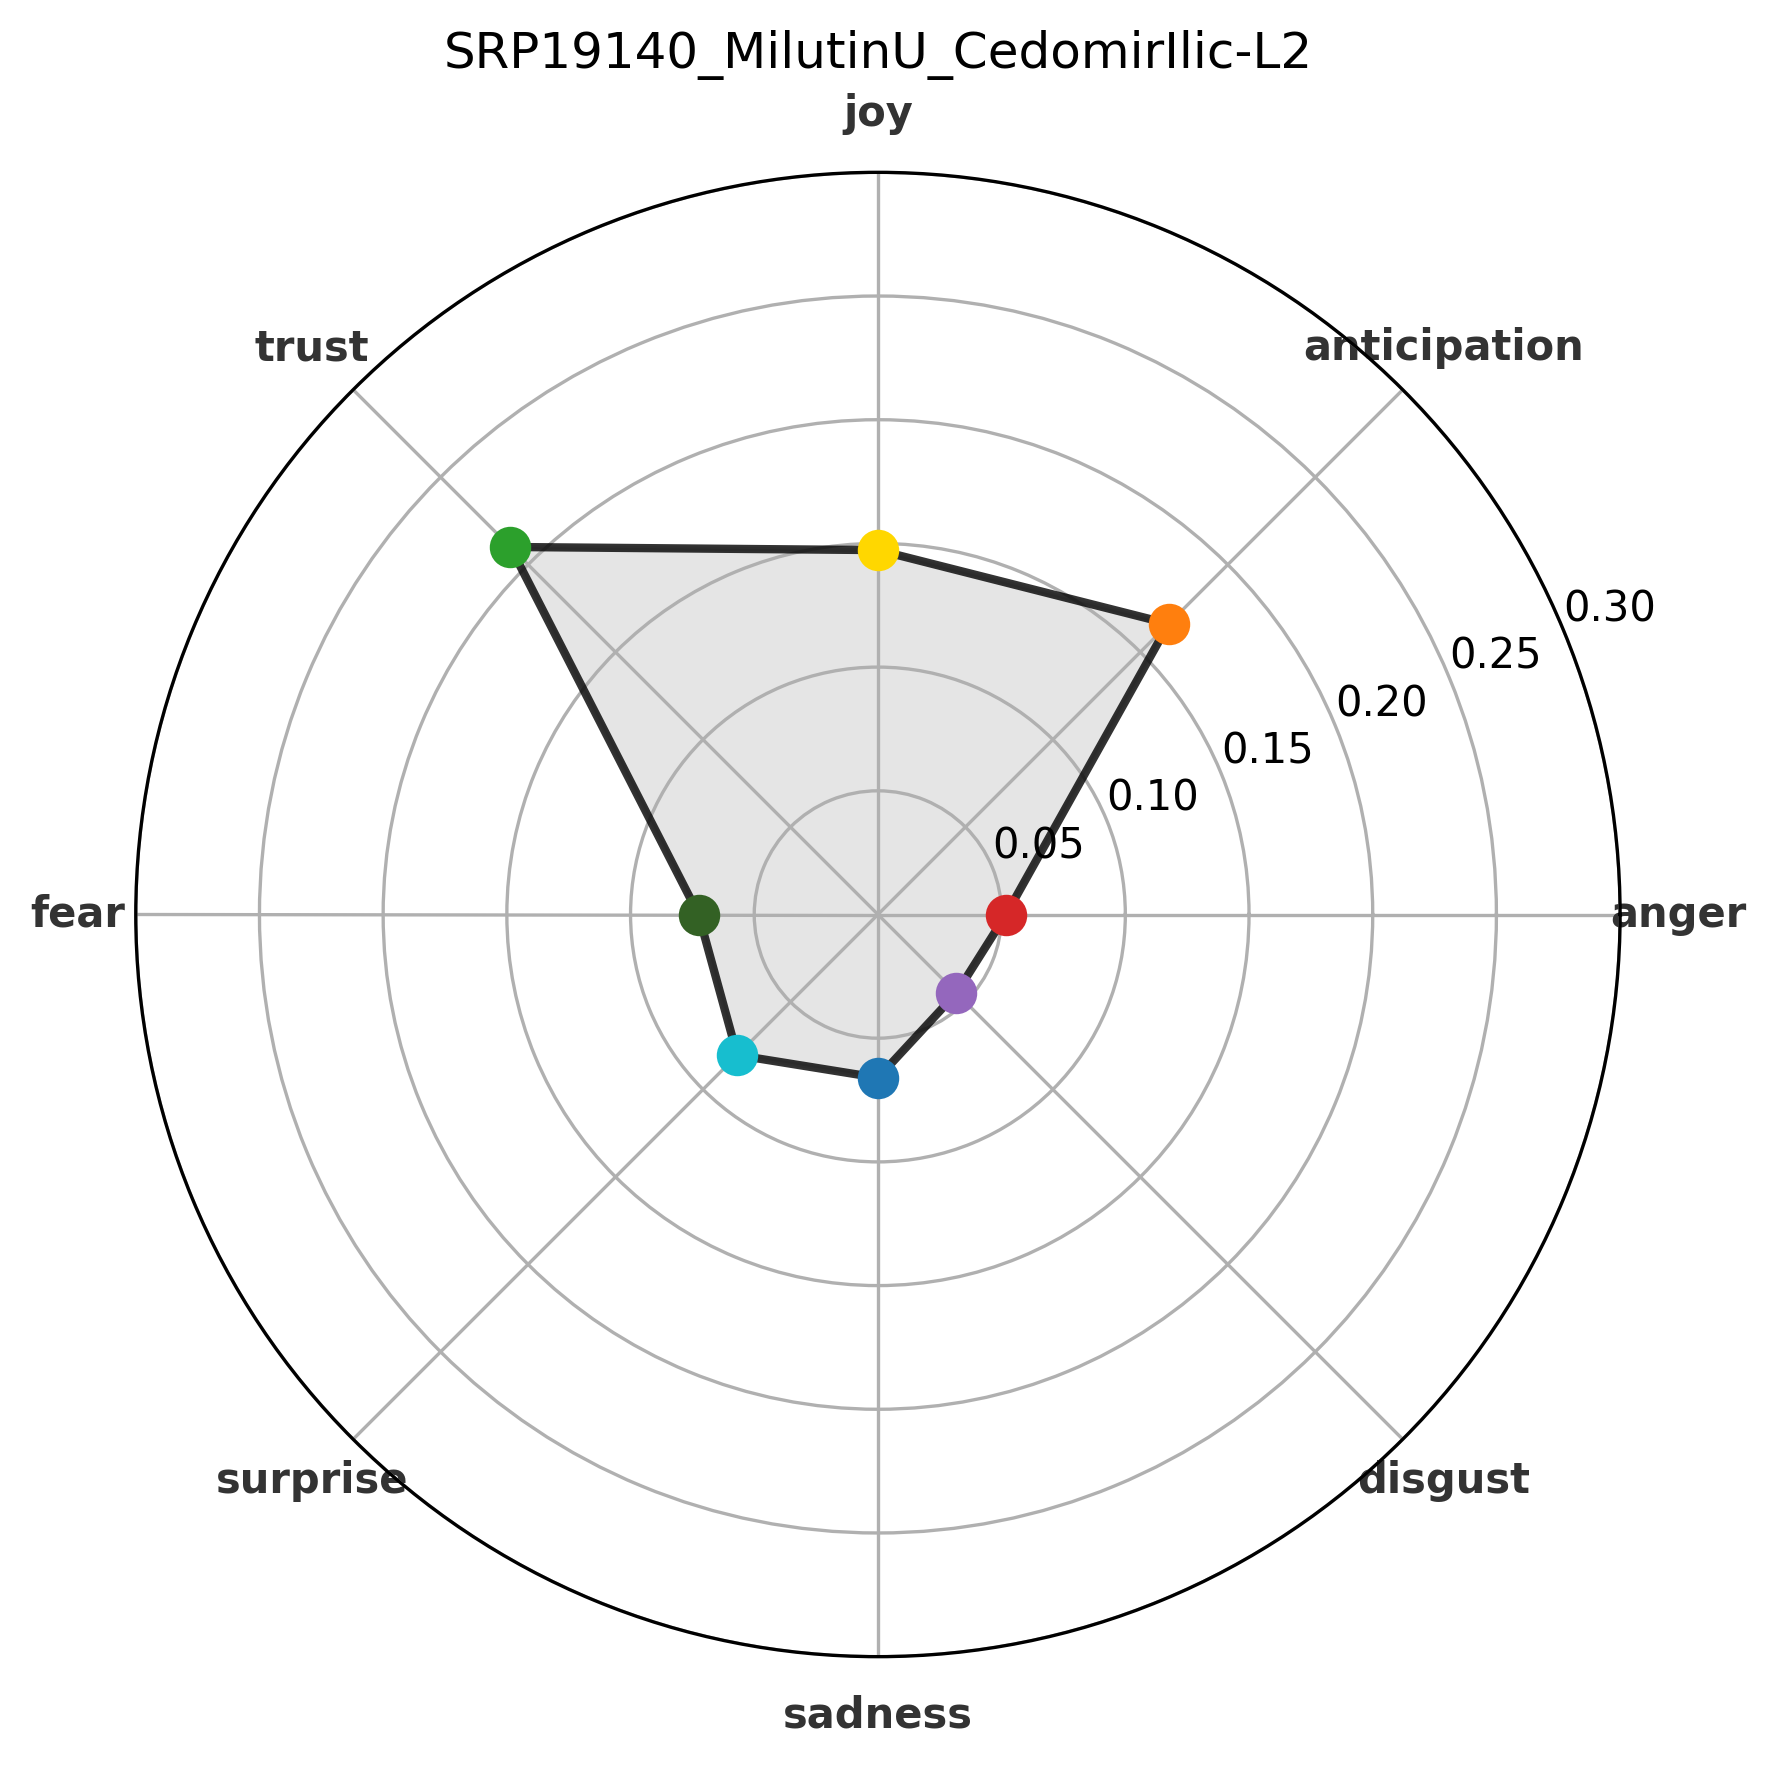 SRP19140_MilutinU_CedomirIlic-L2
joy
trust
anticipation
0.30
0.25
0.20
0.15
0.10
0.05
fear
anger
surprise
disgust
sadness